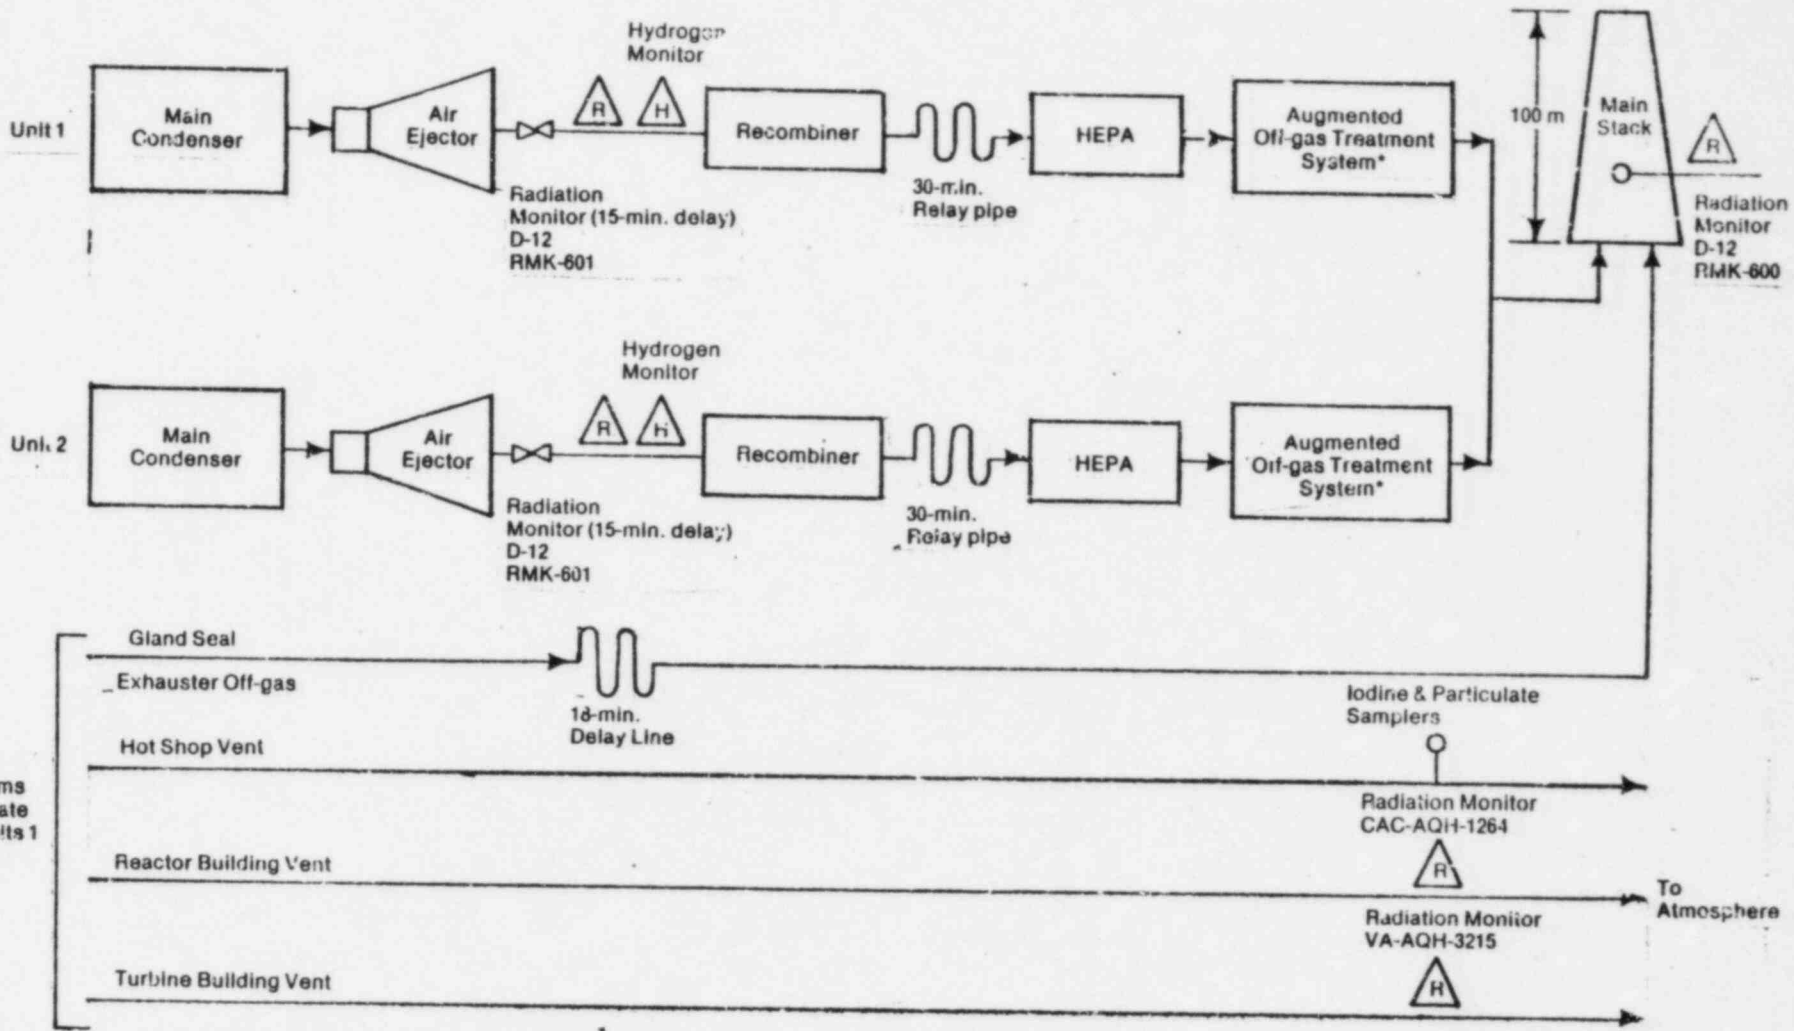 Hydrogen
Monitor
Unit 1
Main
Condenser
Air
Ejector
R
H
Recombiner
HEPA
Augmented
Off-gas Treatment
System*
100 m
Main
Stack
R
30-min.
Relay pipe
Radiation
Monitor (15-min. delay)
D-12
RMK-601
Radiation
Monitor
D-12
RMK-600
Hydrogen
Monitor
Unit 2
Main
Condenser
Air
Ejector
R
H
Recombiner
HEPA
Augmented
Off-gas Treatment
System*
30-min.
Relay pipe
Radiation
Monitor (15-min. delay)
D-12
RMK-601
Gland Seal
Exhauster Off-gas
Delay Line
Iodine & Particulate
Samplers
Hot Shop Vent
Radiation Monitor
CAC-AQH-1264
R
Reactor Building Vent
To
Atmosphere
Radiation Monitor
VA-AQH-3215
R
Turbine Building Vent